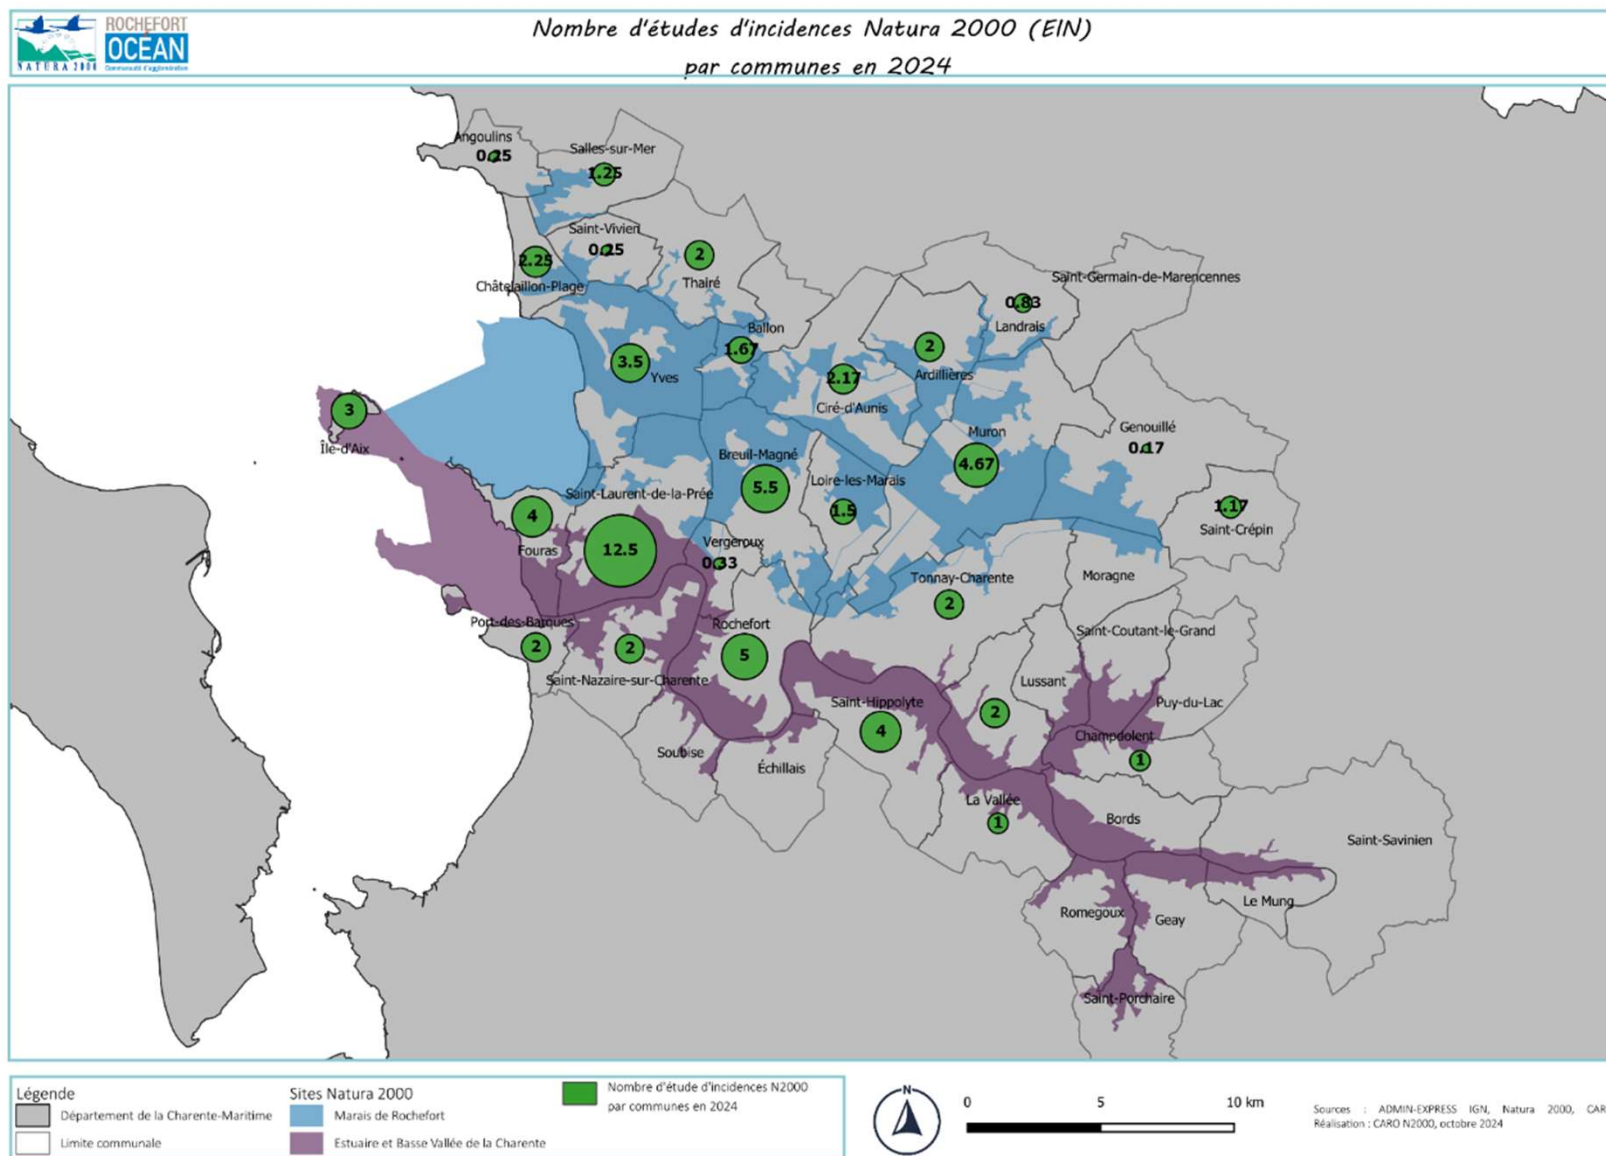 NATURA 2000
ROCHEFORT
OCÉAN
Communauté d'agglomération
Nombre d'études d'incidences Natura 2000 (EIN)
par communes en 2024
Angoulins
0.25
Salles-sur-Mer
1.25
Saint-Vivien
0.25
2
Thairé
2.25
Châtelaillon-Plage
Saint-Germain-de-Marencennes
0.83
Landrais
Ballon
1.67
2
Ardillières
3.5
Yves
2.17
Ciré-d'Aunis
3
Île-d'Aix
Genouillé
0.17
Muron
4.67
Breuil-Magné
5.5
Loire-les-Marais
1.5
Saint-Laurent-de-la-Prée
12.5
4
Fouras
1.17
Saint-Crépin
Vergeroux
0.33
Tonnay-Charente
2
Moragne
Port-des-Barques
2
2
Saint-Nazaire-sur-Charente
Rochefort
5
Saint-Coutant-le-Grand
Lussant
2
Puy-du-Lac
Saint-Hippolyte
4
Champdolent
1
Soubise
Échillais
La Vallée
1
Bords
Saint-Savinien
Romegoux
Geay
Le Mung
Saint-Porchaire
Légende
Département de la Charente-Maritime
Limite communale
Sites Natura 2000
Marais de Rochefort
Estuaire et Basse Vallée de la Charente
Nombre d'étude d'incidences N2000
par communes en 2024
N
0 5 10 km
Sources : ADMIN-EXPRESS IGN, Natura 2000, CAR
Réalisation : CARO N2000, octobre 2024